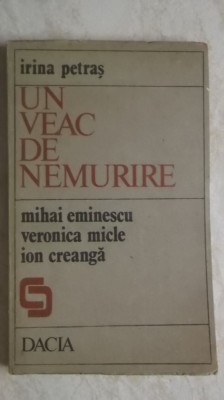 irina petraș
UN
VEAC
DE
NEMURIRE
mihai eminescu
veronica micle
ion creangă
DACIA